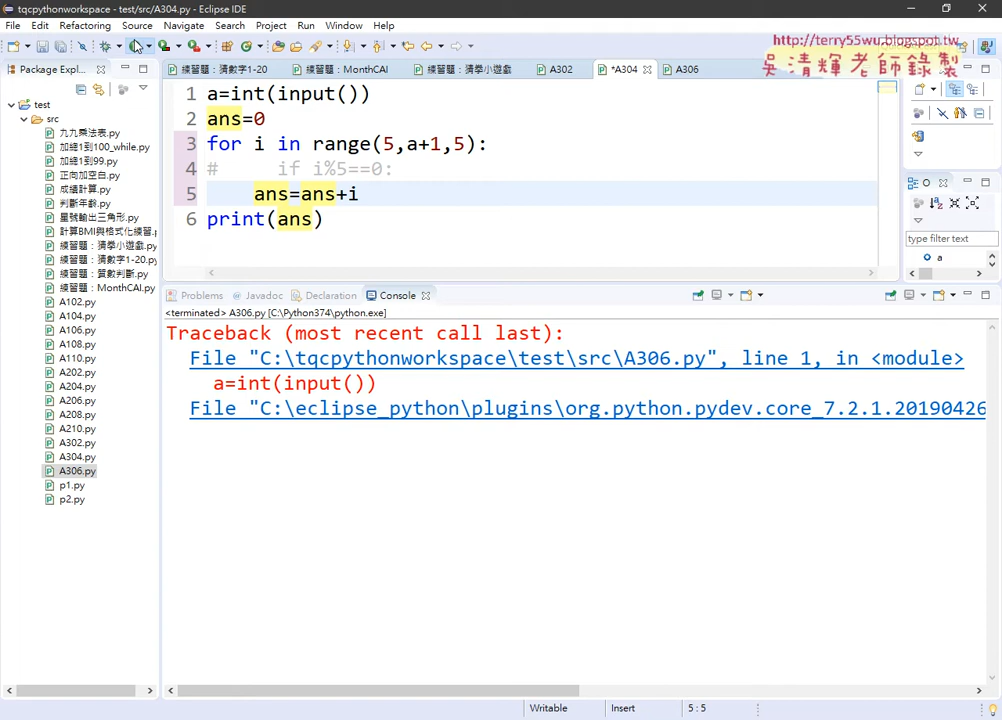 tqcpythonworkspace - test/src/A304.py - Eclipse IDE
File Edit Refactoring Source Navigate Search Project Run Window Help
http://terry55wu.blogspot.tw
吳清輝老師錄製
Package Expl...
練習題：猜數字1-20 練習題：MonthCAl 練習題：猜拳小遊戲 A302 *A304 A306
test
src
九九乘法表.py
加總1到100_while.py
加總1到99.py
正向加空白.py
成績計算.py
判斷年齡.py
星號輸出三角形.py
計算BMI與格式化練習.
練習題：猜拳小遊戲.py
練習題：猜數字1-20.py
練習題：質數判斷.py
練習題：MonthCAl.py
A102.py
A104.py
A106.py
A108.py
A110.py
A202.py
A204.py
A206.py
A208.py
A210.py
A302.py
A304.py
A306.py
p1.py
p2.py
1 a=int(input())
2 ans=0
3 for i in range(5,a+1,5):
4 # if i%5==0:
5 ans=ans+i
6 print(ans)
O
type filter text
a
Problems Javadoc Declaration Console
<terminated> A306.py [C:\Python374\python.exe]
Traceback (most recent call last):
File "C:\tqcpythonworkspace\test\src\A306.py", line 1, in <module>
a=int(input())
File "C:\eclipse_python\plugins\org.python.pydev.core_7.2.1.20190426
Writable Insert 5 : 5